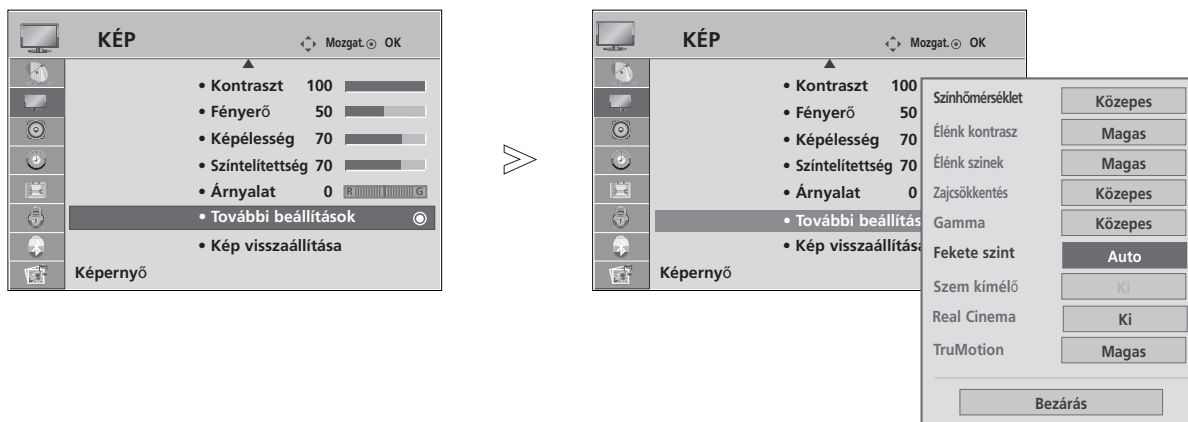 KÉP
Mozgat. OK
• Kontraszt 100
• Fényerő 50
• Képélesség 70
• Színtelítettség 70
• Árnyalat 0 R G
• További beállítások
• Kép visszaállítása
Képernyő
KÉP
Mozgat. OK
• Kontraszt 100
• Fényerő 50
• Képélesség 70
• Színtelítettség 70
• Árnyalat 0
• További beállítás
• Kép visszaállítása
Képernyő
Színhőmérséklet Közepes
Élénk kontrasz Magas
Élénk szinek Magas
Zajcsökkentés Közepes
Gamma Közepes
Fekete szint Auto
Szem kímélő Ki
Real Cinema Ki
TruMotion Magas
Bezárás